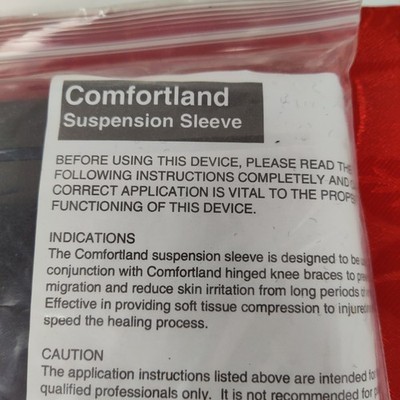 Comfortland
Suspension Sleeve
BEFORE USING THIS DEVICE, PLEASE READ THE
FOLLOWING INSTRUCTIONS COMPLETELY AND
CORRECT APPLICATION IS VITAL TO THE
FUNCTIONING OF THIS DEVICE.
INDICATIONS
The Comfortland suspension sleeve is designed to be
conjunction with Comfortland hinged knee braces to
migration and reduce skin irritation from long periods
Effective in providing soft tissue compression to
speed the healing process.
CAUTION
The application instructions listed above are intended
qualified professionals only. It is not recommended for